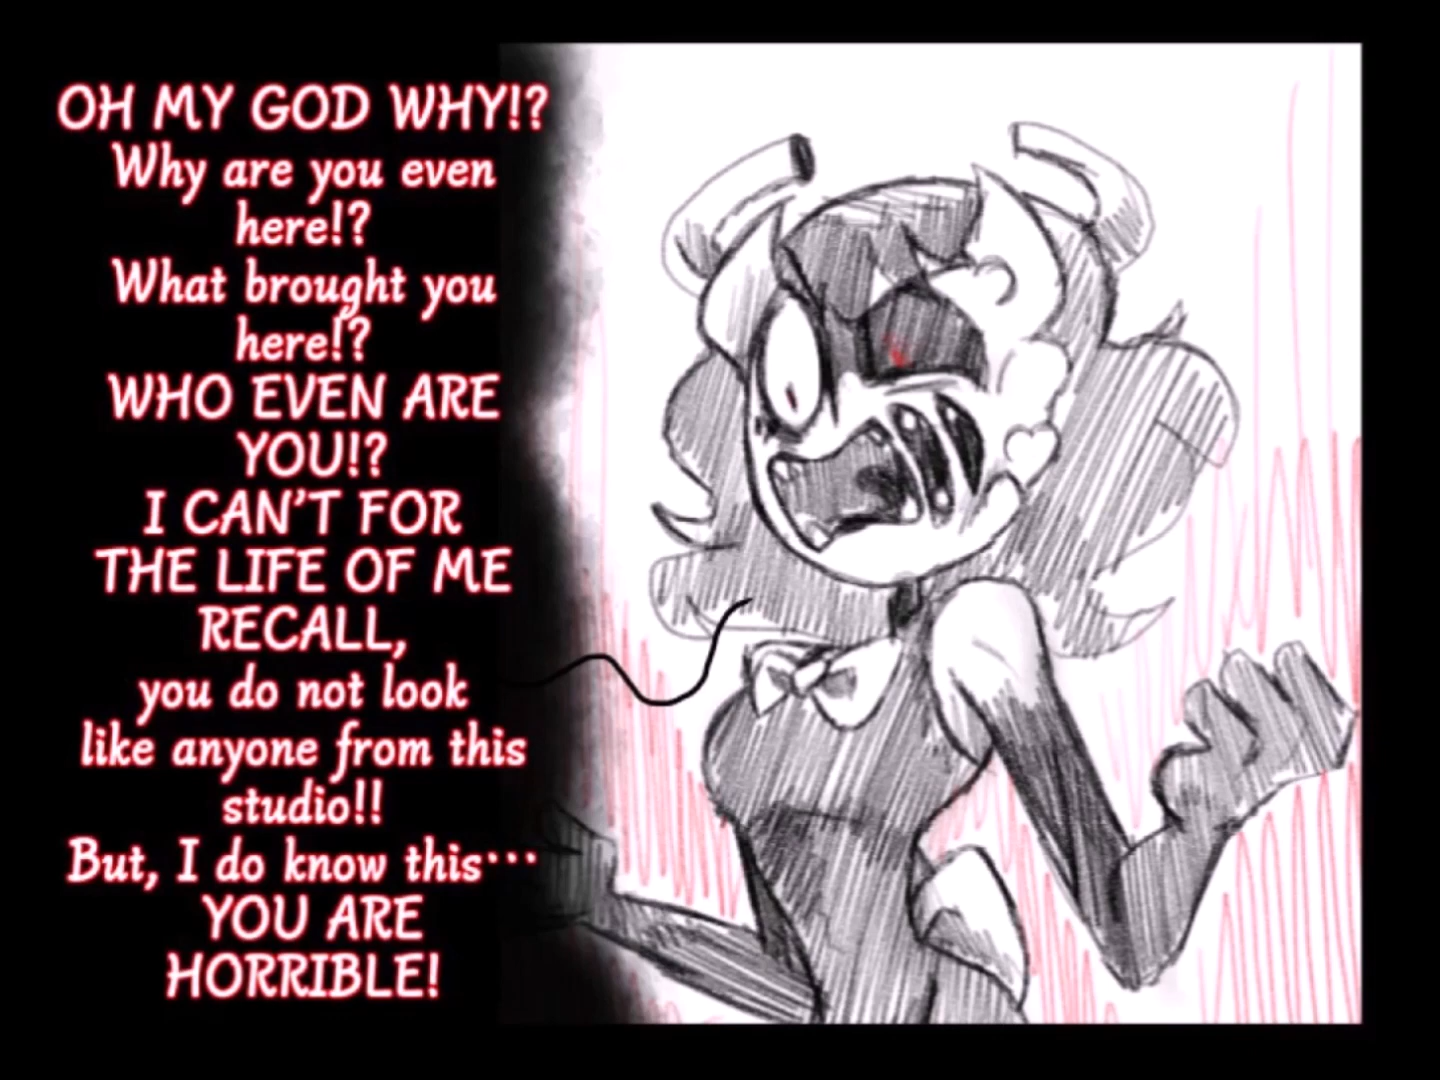 OH MY GOD WHY!?
Why are you even
here!?
What brought you
here!?
WHO EVEN ARE
YOU!?
I CAN'T FOR
THE LIFE OF ME
RECALL,
you do not look
like anyone from this
studio!!
But, I do know this···
YOU ARE
HORRIBLE!